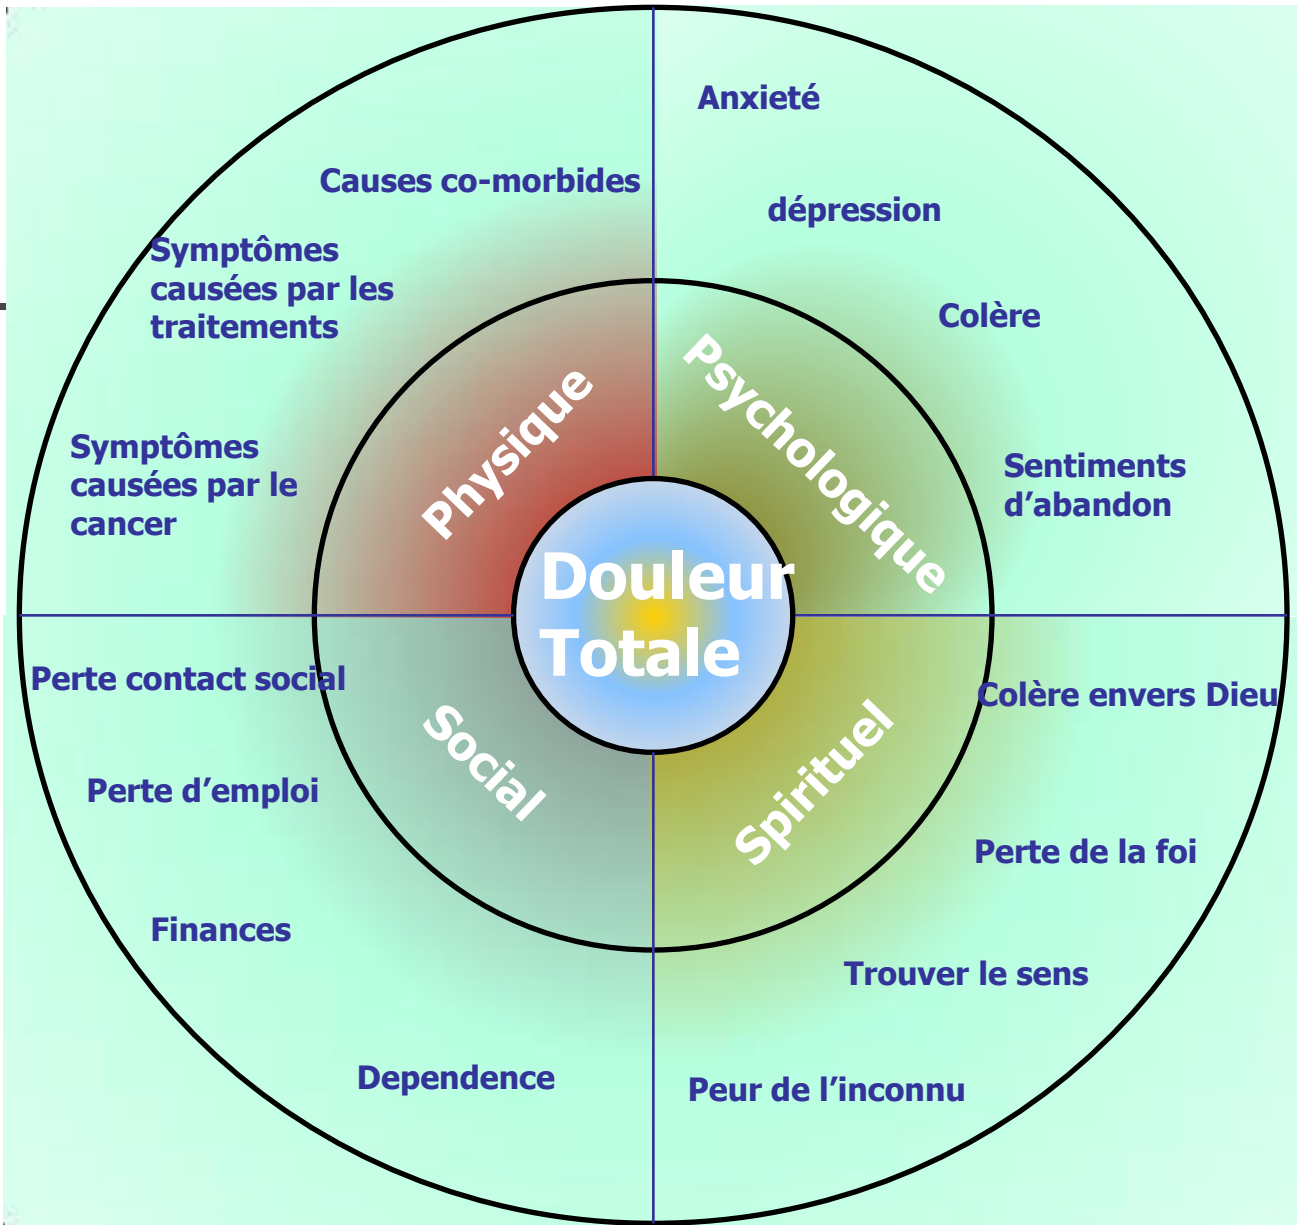 Anxieté
Causes co-morbides
dépression
Symptômes
causées par les
traitements
Colère
Symptômes
causées par le
cancer
Sentiments
d’abandon
Physique
Psychologique
Douleur
Totale
Social
Spirituel
Perte contact social
Colère envers Dieu
Perte d’emploi
Perte de la foi
Finances
Trouver le sens
Dependence
Peur de l’inconnu